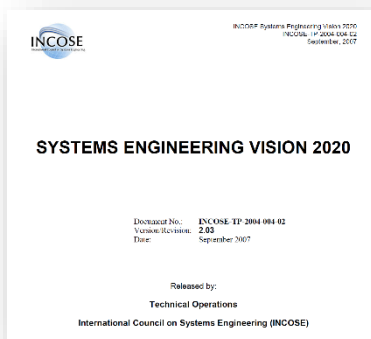 INCOSE
INCOSE Systems Engineering Vision 2020
INCOSE-TP-2004-004-02
September, 2007
SYSTEMS ENGINEERING VISION 2020
Document No.: INCOSE-TP-2004-004-02
Version/Revision: 2.03
Date: September 2007
Released by:
Technical Operations
International Council on Systems Engineering (INCOSE)